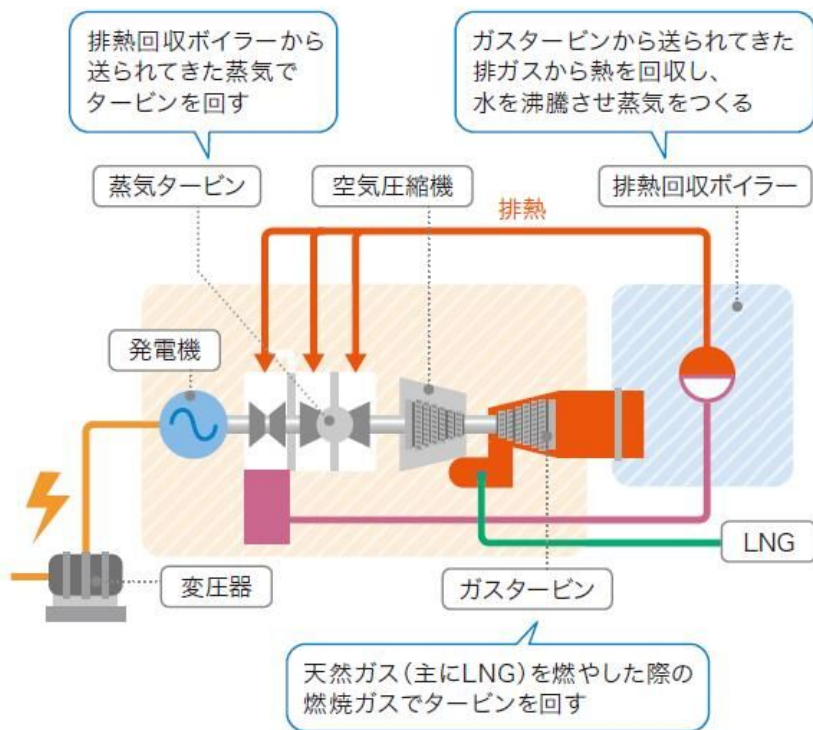 排熱回収ボイラーから
送られてきた蒸気で
タービンを回す
ガスタービンから送られてきた
排ガスから熱を回収し、
水を沸騰させ蒸気をつくる
蒸気タービン
空気圧縮機
排熱回収ボイラー
排熱
発電機
LNG
変圧器
ガスタービン
天然ガス(主にLNG)を燃やした際の
燃焼ガスでタービンを回す